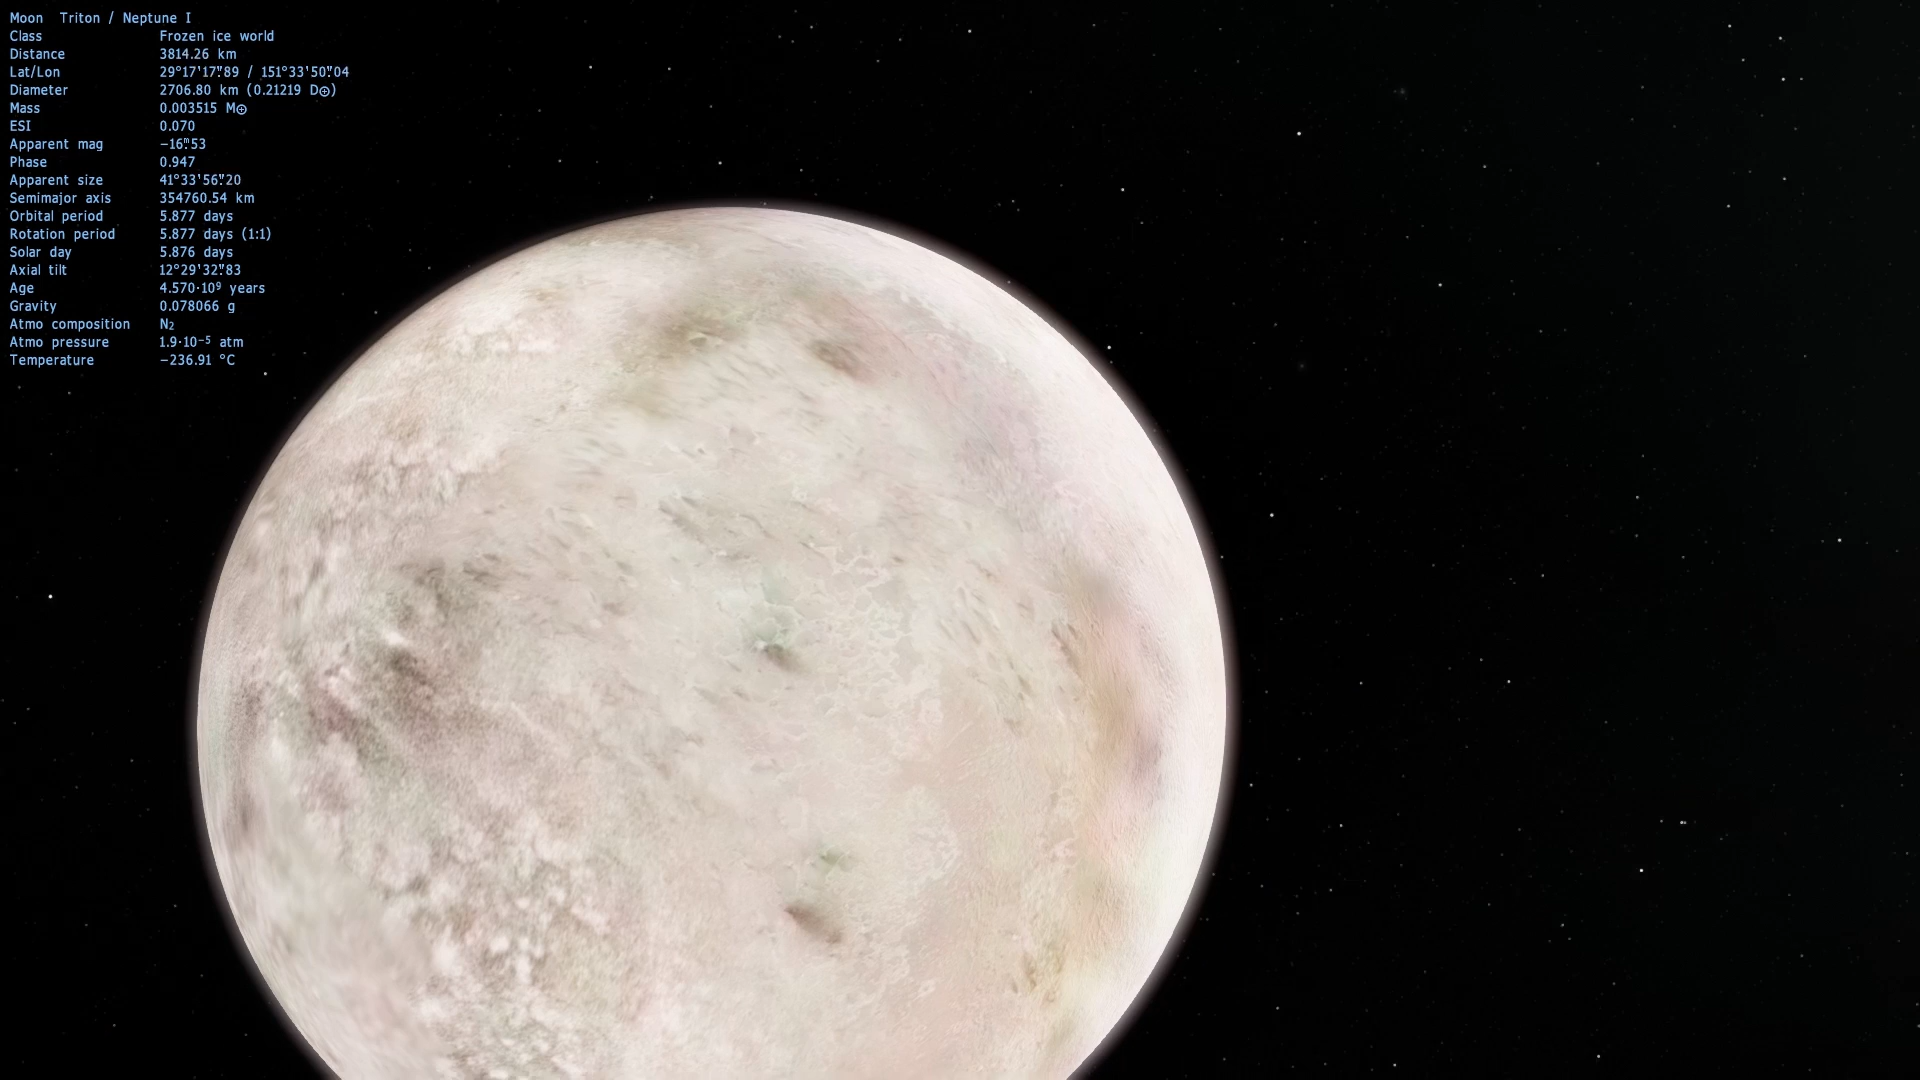 Moon Triton / Neptune I
Class Frozen ice world
Distance 3814.26 km
Lat/Lon 29°17'17".89 / 151°33'50".04
Diameter 2706.80 km (0.21219 D⊕)
Mass 0.003515 M⊕
ESI 0.070
Apparent mag −16ᵐ.53
Phase 0.947
Apparent size 41°33'56".20
Semimajor axis 354760.54 km
Orbital period 5.877 days
Rotation period 5.877 days (1:1)
Solar day 5.876 days
Axial tilt 12°29'32".83
Age 4.570·10⁹ years
Gravity 0.078066 g
Atmo composition N₂
Atmo pressure 1.9·10⁻⁵ atm
Temperature −236.91 °C